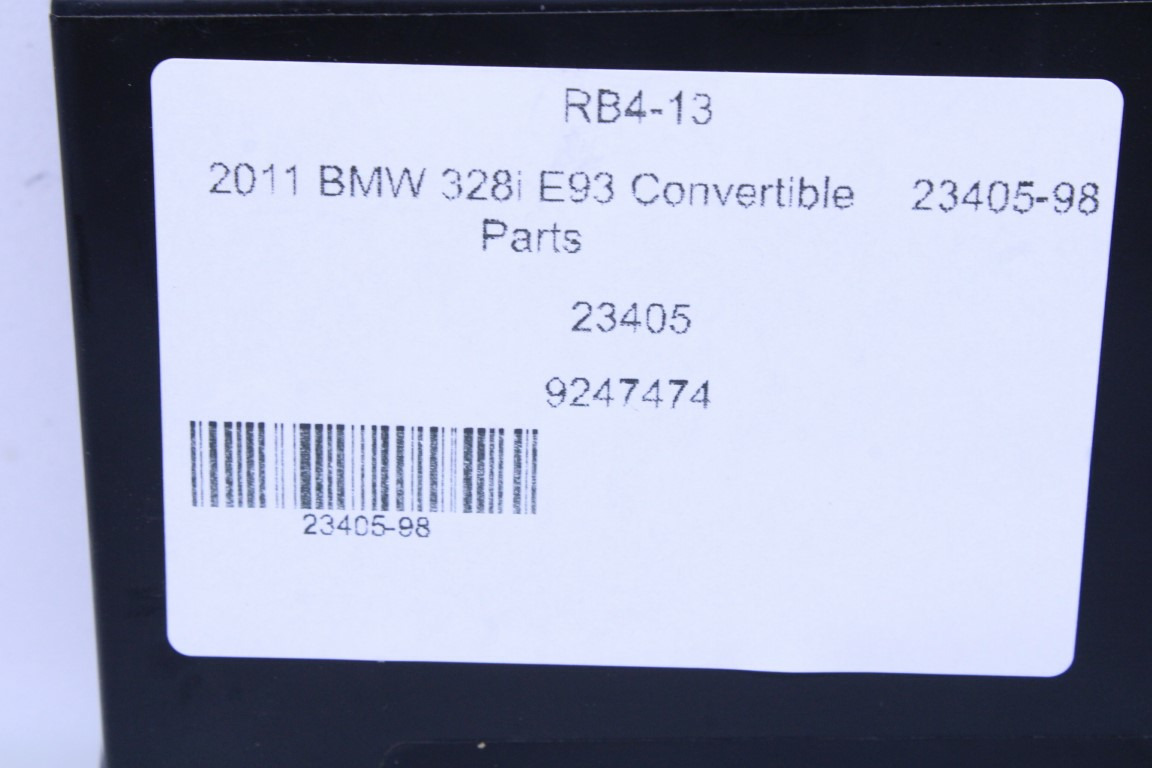 RB4-13
2011 BMW 328i E93 Convertible 23405-98
Parts
23405
9247474
23405-98